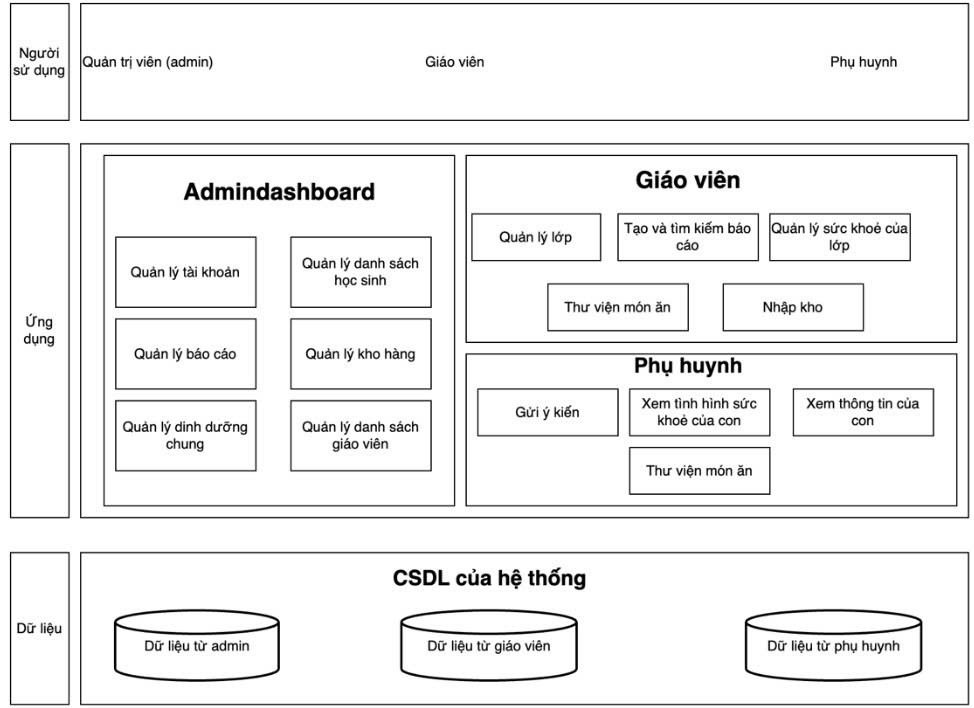 Người
sử dụng
Quản trị viên (admin)
Giáo viên
Phụ huynh
Ứng
dụng
Admindashboard
Quản lý tài khoản
Quản lý danh sách
học sinh
Quản lý báo cáo
Quản lý kho hàng
Quản lý dinh dưỡng
chung
Quản lý danh sách
giáo viên
Giáo viên
Quản lý lớp
Tạo và tìm kiếm báo
cáo
Quản lý sức khoẻ của
lớp
Thư viện món ăn
Nhập kho
Phụ huynh
Gửi ý kiến
Xem tình hình sức
khoẻ của con
Xem thông tin của
con
Thư viện món ăn
Dữ liệu
CSDL của hệ thống
Dữ liệu từ admin
Dữ liệu từ giáo viên
Dữ liệu từ phụ huynh